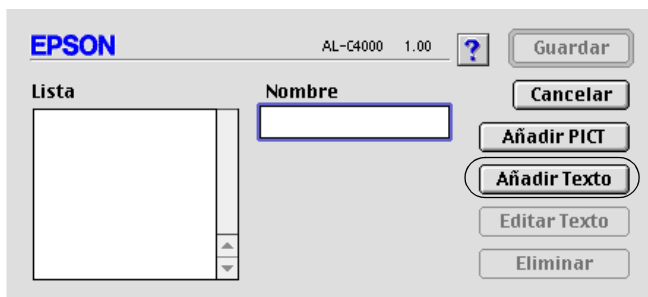 EPSON AL-C4000 1.00 ? Guardar
Lista Nombre Cancelar
Añadir PICT
Añadir Texto
Editar Texto
Eliminar